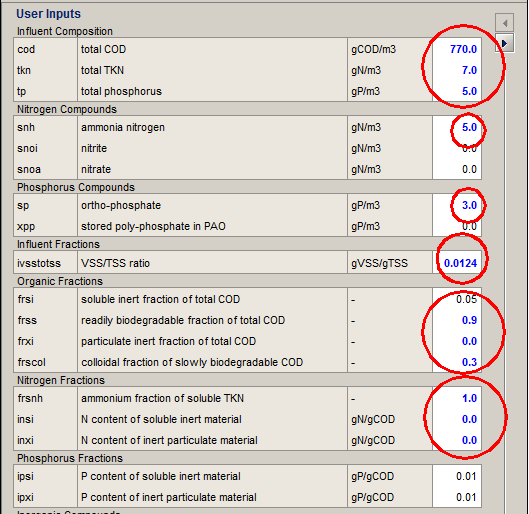 User Inputs
Influent Composition
cod total COD gCOD/m3 770.0
tkn total TKN gN/m3 7.0
tp total phosphorus gP/m3 5.0
Nitrogen Compounds
snh ammonia nitrogen gN/m3 5.0
snoi nitrite gN/m3 0.0
snoa nitrate gN/m3 0.0
Phosphorus Compounds
sp ortho-phosphate gP/m3 3.0
xpp stored poly-phosphate in PAO gP/m3 0.0
Influent Fractions
ivsstotss VSS/TSS ratio gVSS/gTSS 0.0124
Organic Fractions
frsi soluble inert fraction of total COD - 0.05
frss readily biodegradable fraction of total COD - 0.9
frxi particulate inert fraction of total COD - 0.0
frscol colloidal fraction of slowly biodegradable COD - 0.3
Nitrogen Fractions
frsnh ammonium fraction of soluble TKN - 1.0
insi N content of soluble inert material gN/gCOD 0.0
inxi N content of inert particulate material gN/gCOD 0.0
Phosphorus Fractions
ipsi P content of soluble inert material gP/gCOD 0.01
ipxi P content of inert particulate material gP/gCOD 0.01